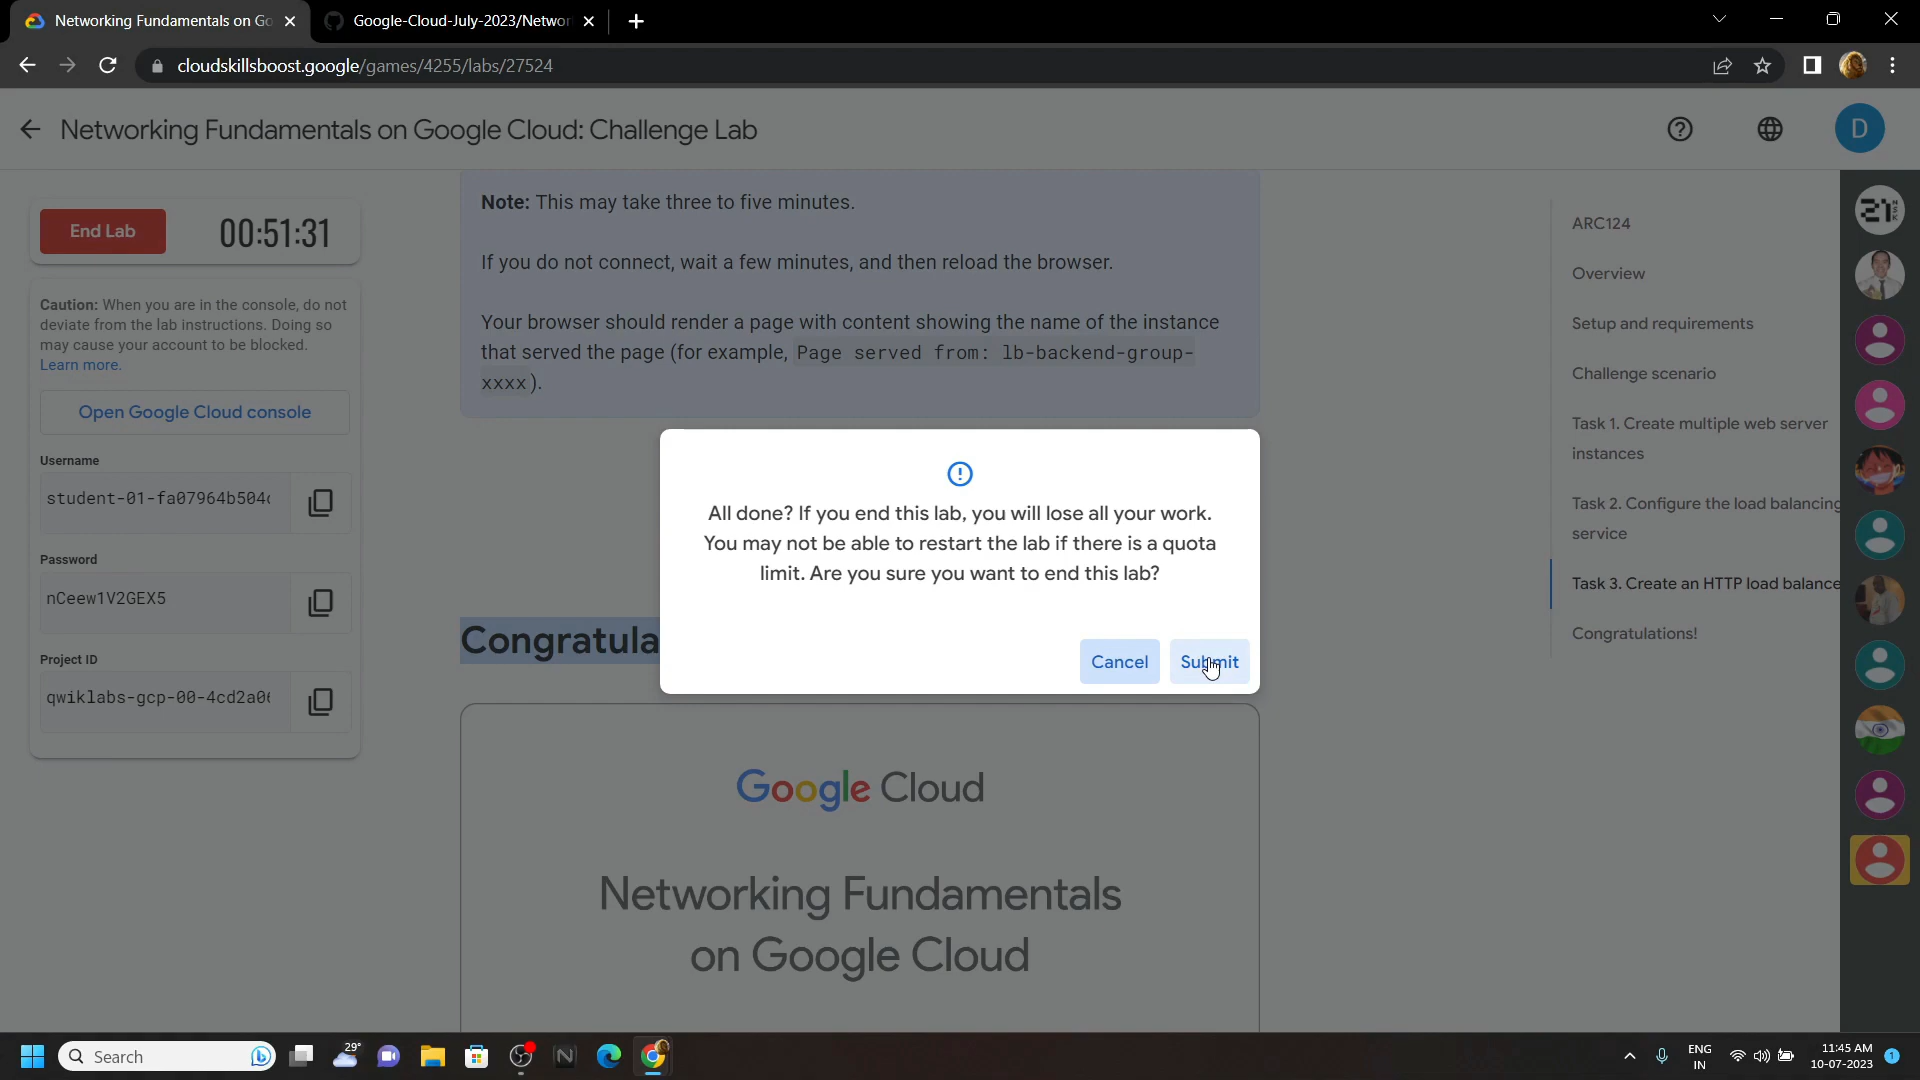 Networking Fundamentals on Go
Google-Cloud-July-2023/Networ
cloudskillsboost.google/games/4255/labs/27524
Networking Fundamentals on Google Cloud: Challenge Lab
D
End Lab
00:51:31
Caution: When you are in the console, do not
deviate from the lab instructions. Doing so
may cause your account to be blocked.
Learn more.
Open Google Cloud console
Username
student-01-fa07964b504c
Password
nCeew1V2GEX5
Project ID
qwiklabs-gcp-00-4cd2a0
Note: This may take three to five minutes.
If you do not connect, wait a few minutes, and then reload the browser.
Your browser should render a page with content showing the name of the instance
that served the page (for example, Page served from: lb-backend-group-
xxxx ).
All done? If you end this lab, you will lose all your work.
You may not be able to restart the lab if there is a quota
limit. Are you sure you want to end this lab?
Cancel
Submit
Congratula
Google Cloud
Networking Fundamentals
on Google Cloud
ARC124
Overview
Setup and requirements
Challenge scenario
Task 1. Create multiple web server
instances
Task 2. Configure the load balancing
service
Task 3. Create an HTTP load balance
Congratulations!
Search
29°
ENG
IN
11:45 AM
10-07-2023
1